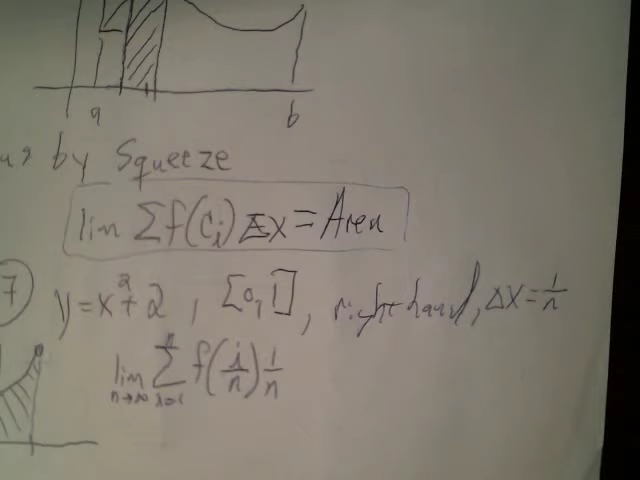 a b
by Squeeze
lim Σf(Cᵢ)Δx = Area
7 y = x² + 2, [0,1], right-hand, Δx = 1/n
lim n→∞ Σ i=1 n f(i/n) 1/n